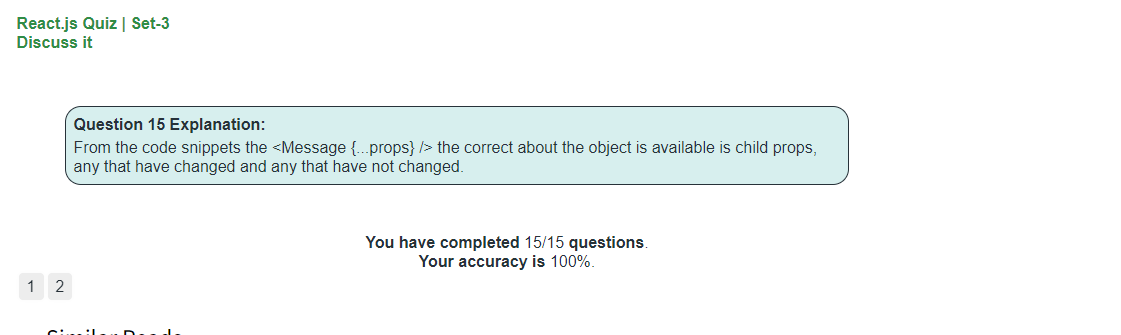 React.js Quiz | Set-3
Discuss it
Question 15 Explanation:
From the code snippets the <Message {...props} /> the correct about the object is available is child props,
any that have changed and any that have not changed.
You have completed 15/15 questions.
Your accuracy is 100%.
1 2
Similar Reads